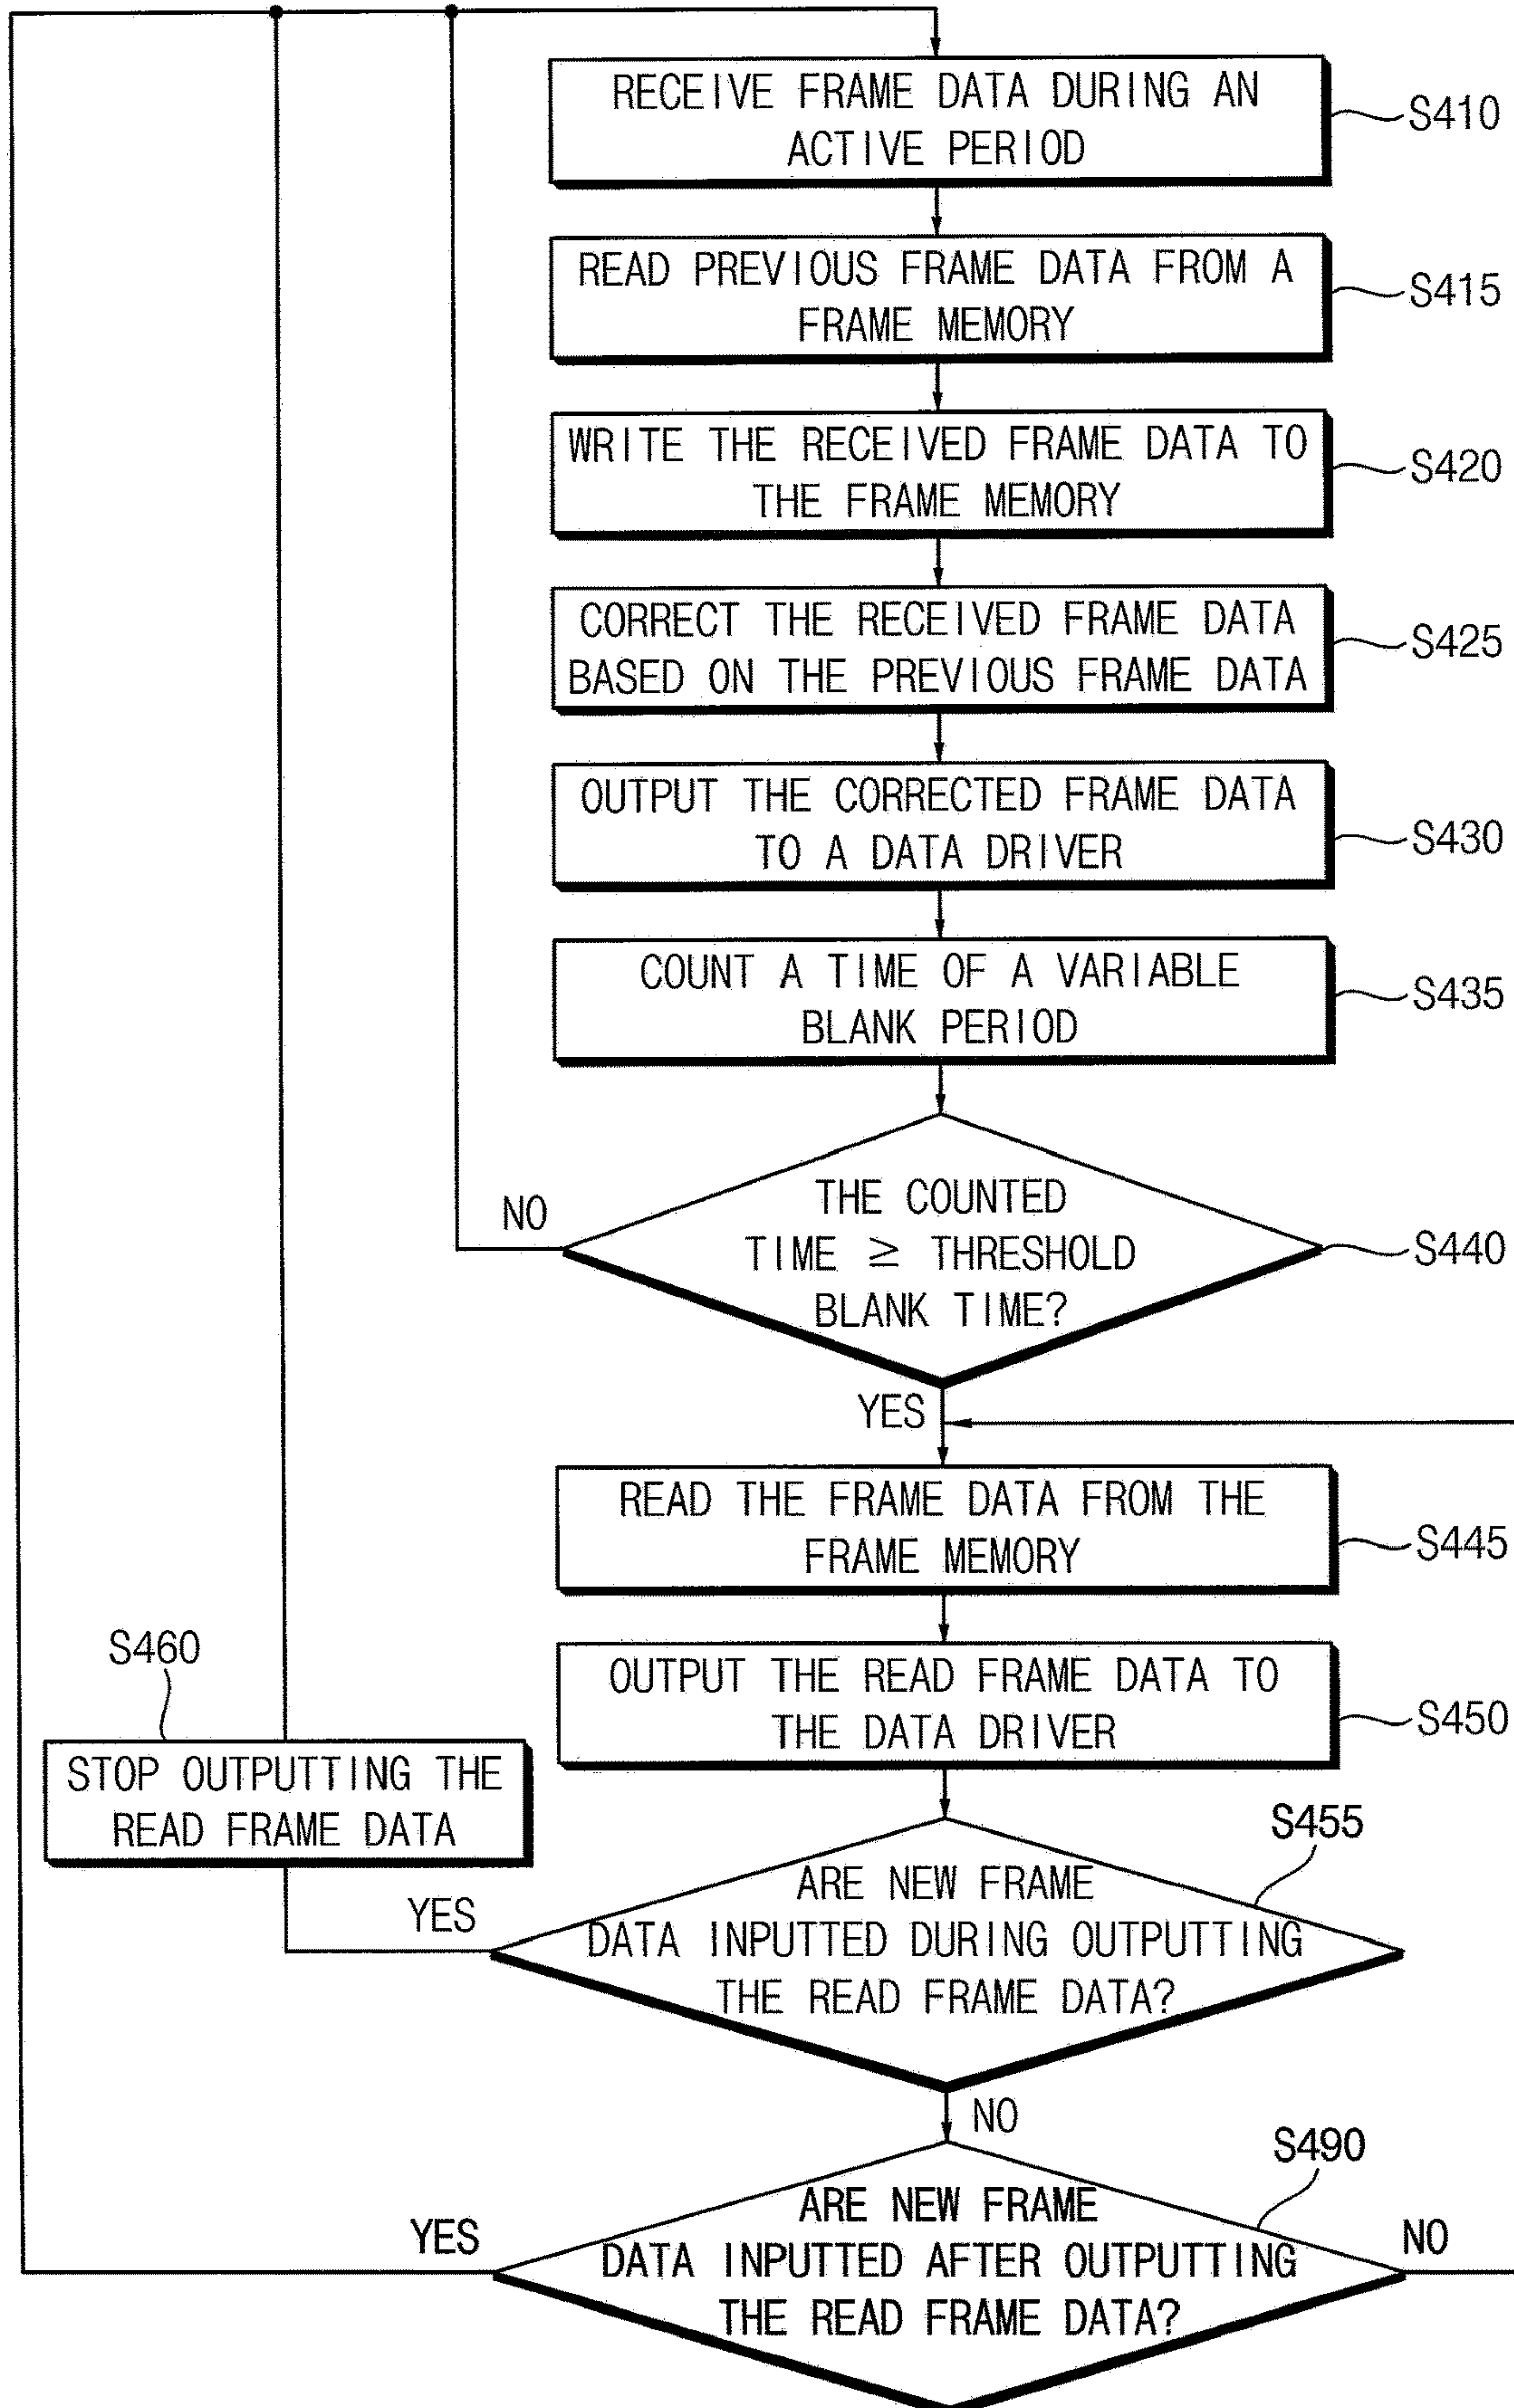 RECEIVE FRAME DATA DURING AN
ACTIVE PERIOD
S410
READ PREVIOUS FRAME DATA FROM A
FRAME MEMORY
S415
WRITE THE RECEIVED FRAME DATA TO
THE FRAME MEMORY
S420
CORRECT THE RECEIVED FRAME DATA
BASED ON THE PREVIOUS FRAME DATA
S425
OUTPUT THE CORRECTED FRAME DATA
TO A DATA DRIVER
S430
COUNT A TIME OF A VARIABLE
BLANK PERIOD
S435
NO
THE COUNTED
TIME ≥ THRESHOLD
BLANK TIME?
S440
YES
READ THE FRAME DATA FROM THE
FRAME MEMORY
S445
OUTPUT THE READ FRAME DATA TO
THE DATA DRIVER
S450
S460
STOP OUTPUTTING THE
READ FRAME DATA
S455
YES
ARE NEW FRAME
DATA INPUTTED DURING OUTPUTTING
THE READ FRAME DATA?
NO
S490
YES
ARE NEW FRAME
DATA INPUTTED AFTER OUTPUTTING
THE READ FRAME DATA?
NO